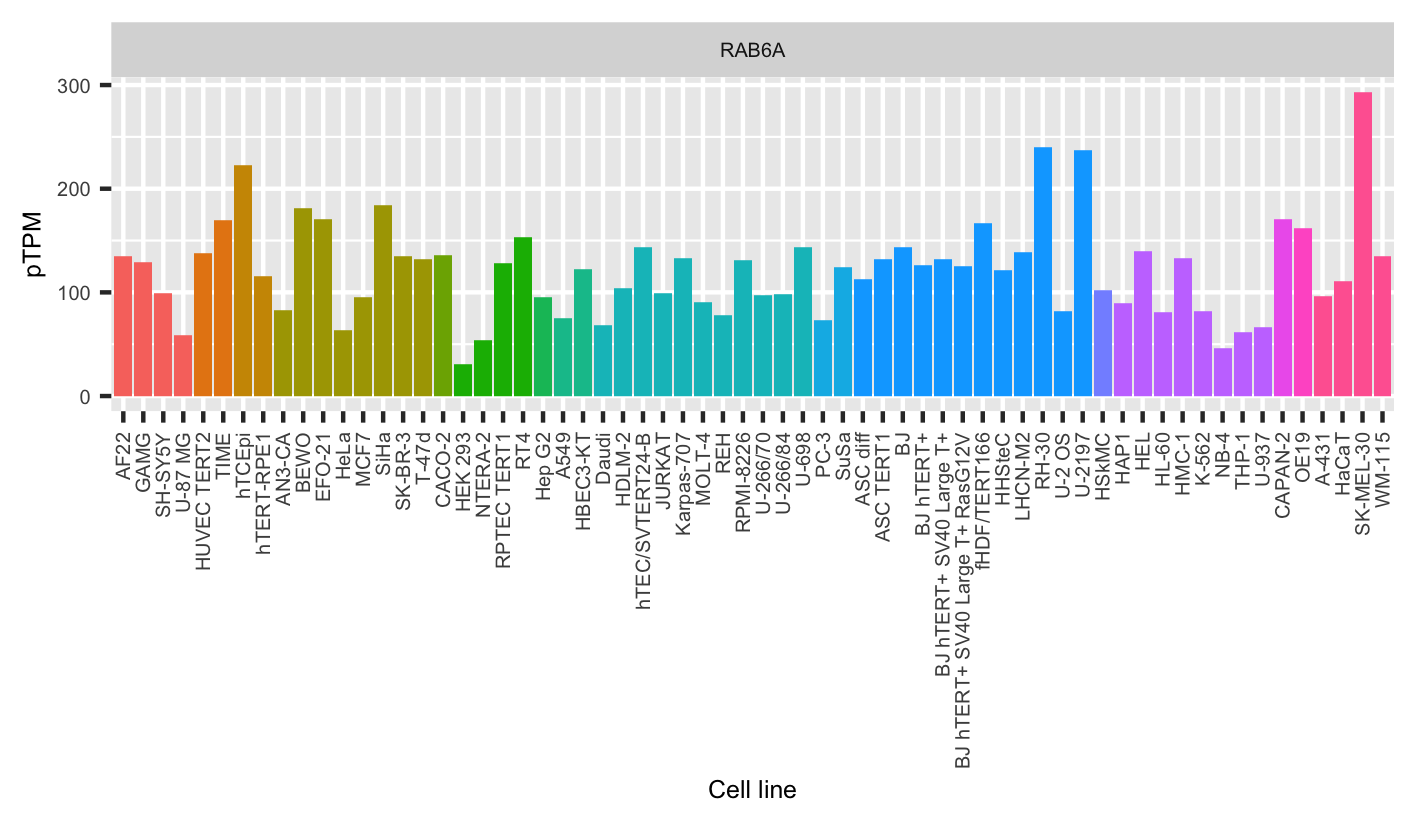 RAB6A
300
200
100
0
pTPM
AF22
GAMG
SH-SY5Y
U-87 MG
HUVEC TERT2
TIME
hTCEpi
hTERT-RPE1
AN3-CA
BEWO
EFO-21
HeLa
MCF7
SiHa
SK-BR-3
T-47d
CACO-2
HEK 293
NTERA-2
RPTEC TERT1
RT4
Hep G2
A549
HBEC3-KT
Daudi
HDLM-2
hTEC/SVTERT24-B
JURKAT
Karpas-707
MOLT-4
REH
RPMI-8226
U-266/70
U-266/84
U-698
PC-3
SuSa
ASC diff
ASC TERT1
BJ
BJ hTERT+
BJ hTERT+ SV40 Large T+
BJ hTERT+ SV40 Large T+ RasG12V
fHDF/TERT166
HHSteC
LHCN-M2
RH-30
U-2 OS
U-2197
HSkMC
HAP1
HEL
HL-60
HMC-1
K-562
NB-4
THP-1
U-937
CAPAN-2
OE19
A-431
HaCaT
SK-MEL-30
WM-115
Cell line